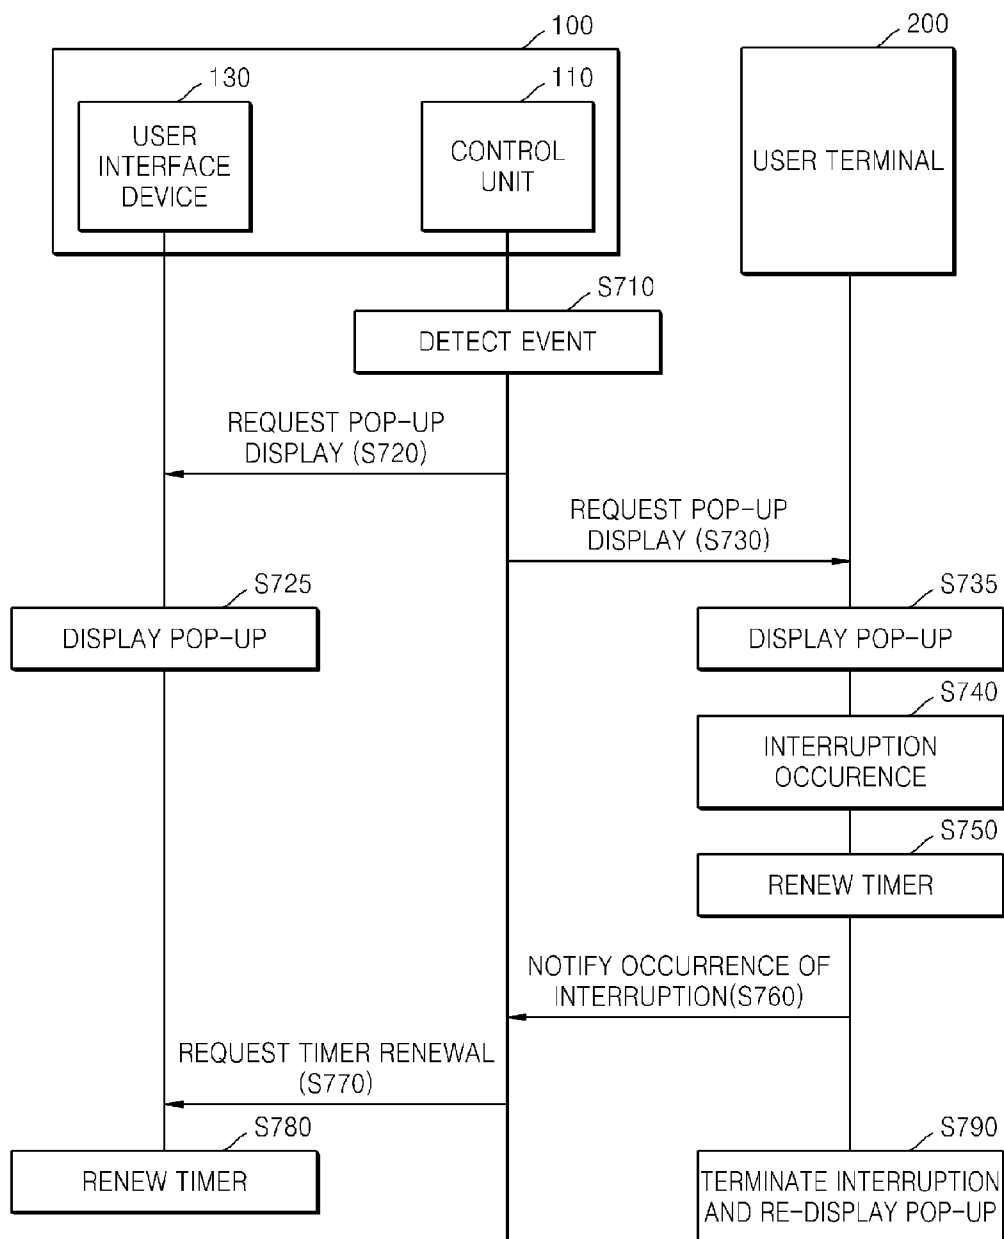 100
200
130
110
USER
INTERFACE
DEVICE
CONTROL
UNIT
USER TERMINAL
S710
DETECT EVENT
REQUEST POP-UP
DISPLAY (S720)
REQUEST POP-UP
DISPLAY (S730)
S725
DISPLAY POP-UP
S735
DISPLAY POP-UP
S740
INTERRUPTION
OCCURENCE
S750
RENEW TIMER
NOTIFY OCCURRENCE OF
INTERRUPTION(S760)
REQUEST TIMER RENEWAL
(S770)
S780
RENEW TIMER
S790
TERMINATE INTERRUPTION
AND RE-DISPLAY POP-UP